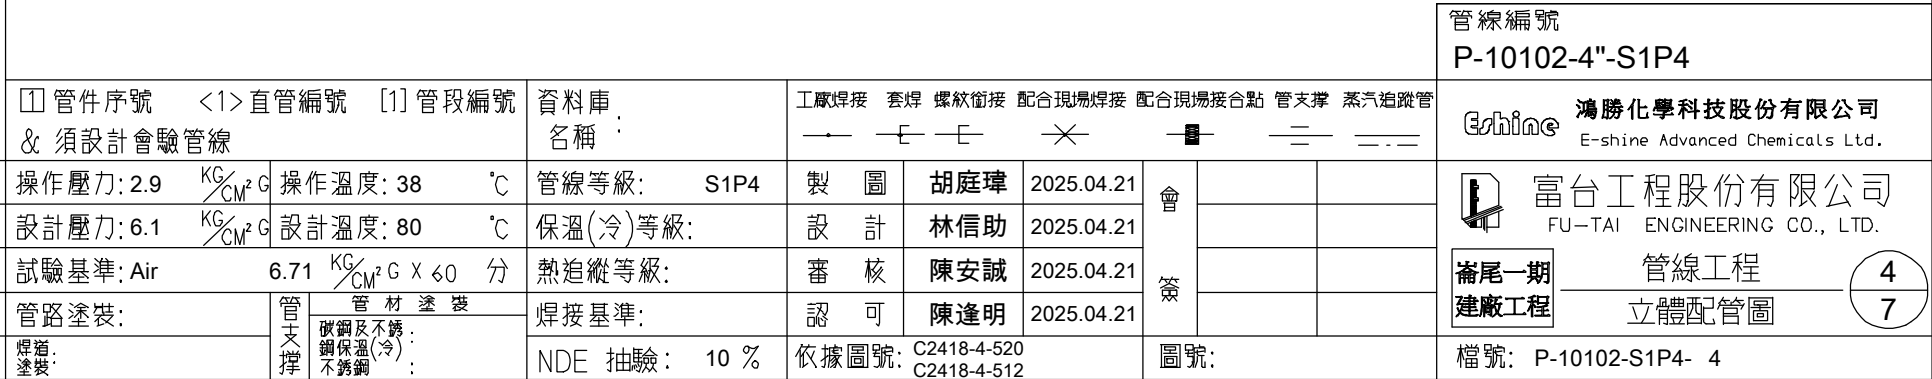 管線編號
P-10102-4"-S1P4
1 管件序號 <1>直管編號 [1]管段編號
& 須設計會驗管線
資料庫名稱 :
工廠焊接 套焊 螺紋銜接 配合現場焊接 配合現場接合點 管支撐 蒸汽追蹤管
Eshine 鴻勝化學科技股份有限公司
E-shine Advanced Chemicals Ltd.
操作壓力: 2.9 KG/CM² G 操作溫度: 38 °C 管線等級: S1P4 製圖 胡庭瑋 2025.04.21 會簽
富台工程股份有限公司
FU-TAI ENGINEERING CO., LTD.
設計壓力: 6.1 KG/CM² G 設計溫度: 80 °C 保溫(冷)等級: 設計 林信助 2025.04.21
試驗基準: Air 6.71 KG/CM² G X 60 分 熱追縱等級: 審核 陳安誠 2025.04.21
崙尾一期 管線工程 4
建廠工程 立體配管圖 7
管路塗裝: 管支撐 管材塗裝 焊接基準: 認可 陳逢明 2025.04.21
碳鋼及不銹 :
鋼保溫(冷)
不銹鋼 :
焊道:
塗裝:
NDE 抽驗: 10 % 依據圖號: C2418-4-520
C2418-4-512
圖號:
檔號: P-10102-S1P4- 4